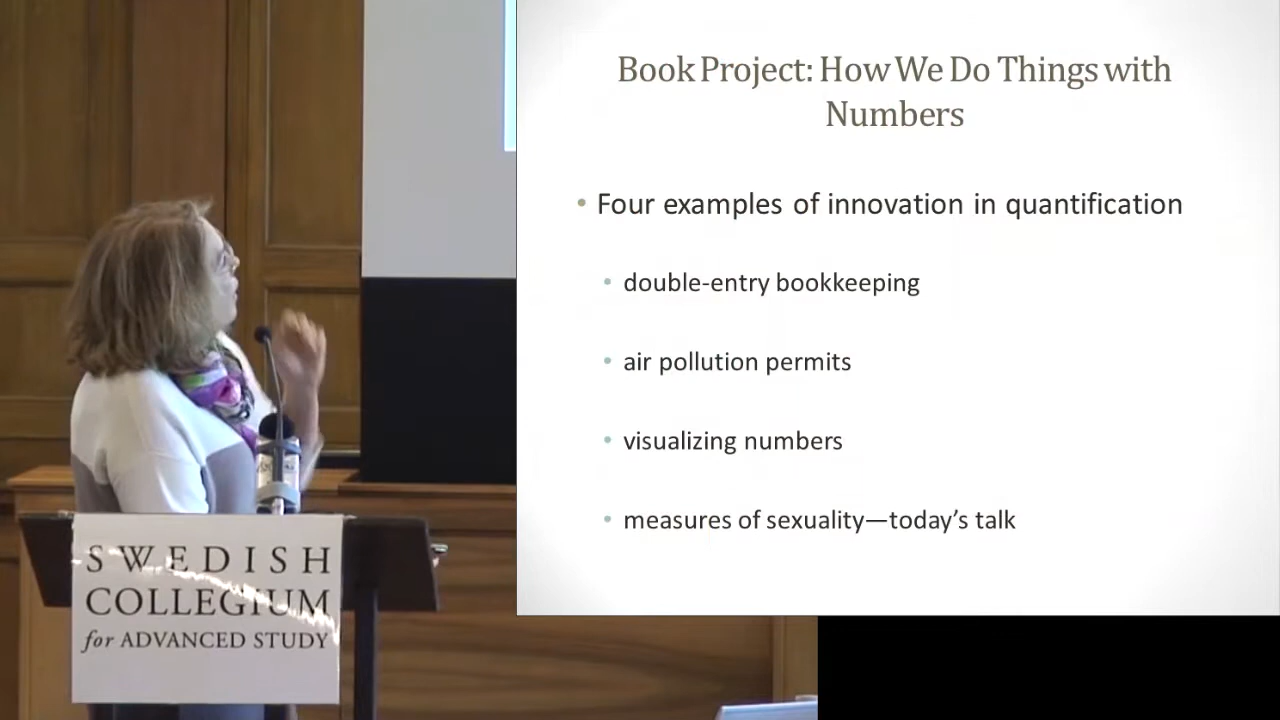 Book Project: How We Do Things with
Numbers
• Four examples of innovation in quantification
• double-entry bookkeeping
• air pollution permits
• visualizing numbers
• measures of sexuality—today's talk
SWEDISH
COLLEGIUM
for ADVANCED STUDY